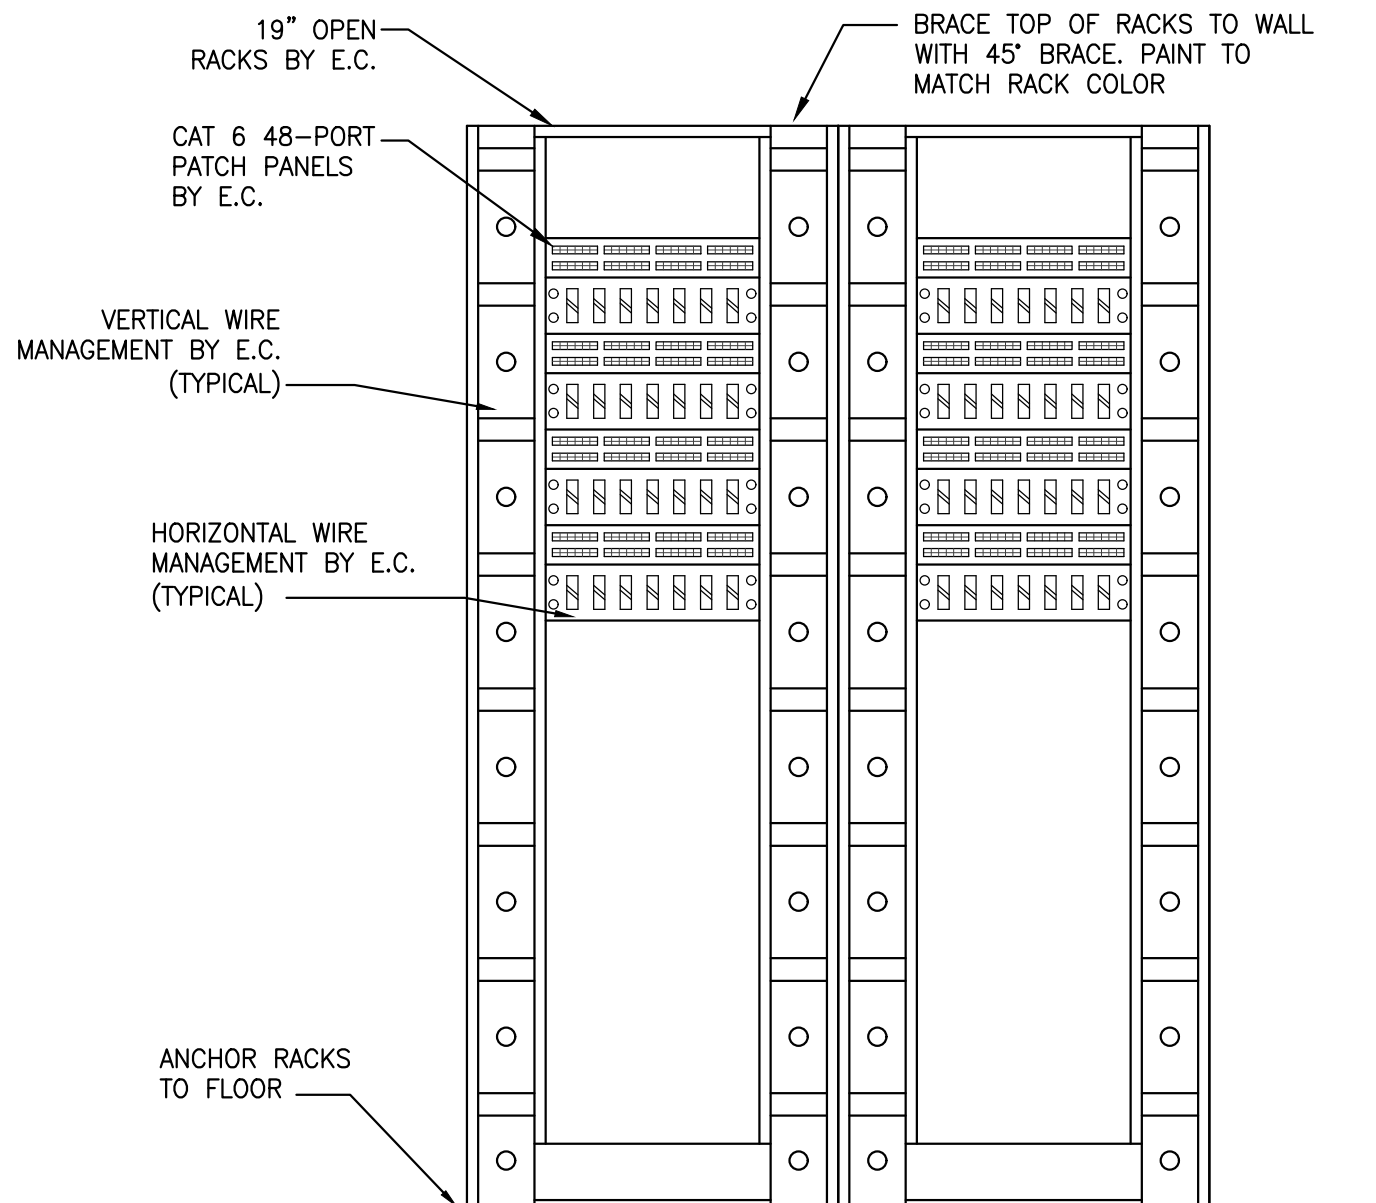 19” OPEN
RACKS BY E.C.
BRACE TOP OF RACKS TO WALL
WITH 45° BRACE. PAINT TO
MATCH RACK COLOR
CAT 6 48-PORT
PATCH PANELS
BY E.C.
VERTICAL WIRE
MANAGEMENT BY E.C.
(TYPICAL)
HORIZONTAL WIRE
MANAGEMENT BY E.C.
(TYPICAL)
ANCHOR RACKS
TO FLOOR